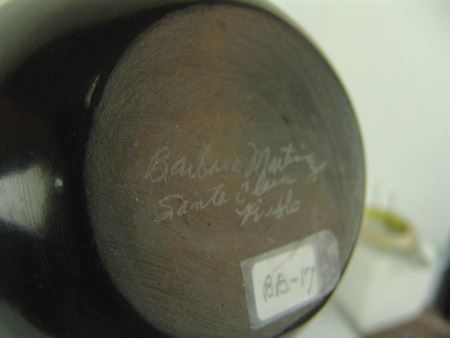 Barbara Martinez
Santa Clara
Pueblo
BB-17